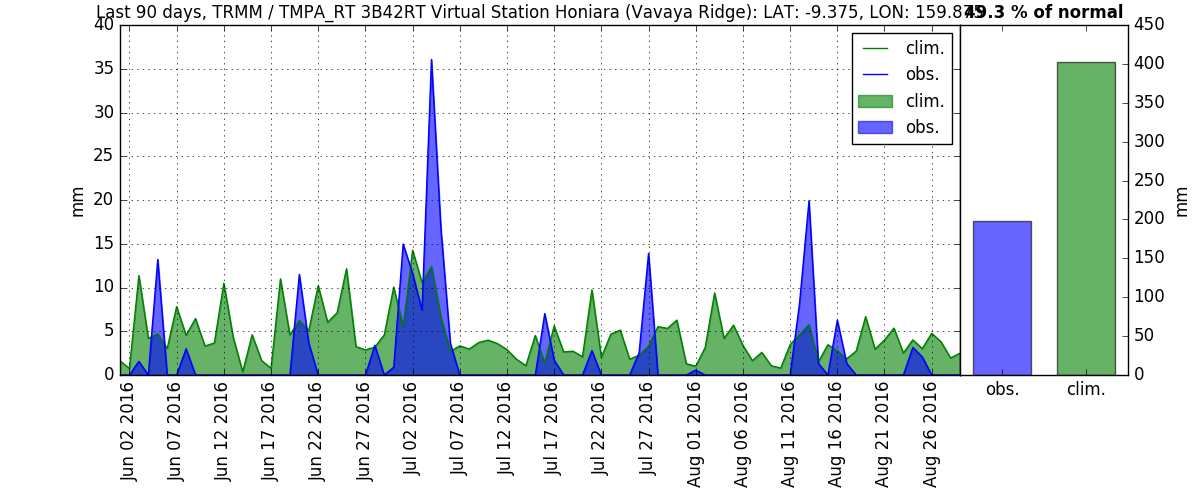 Last 90 days, TRMM / TMPA_RT 3B42RT Virtual Station Honiara (Vavaya Ridge): LAT: -9.375, LON: 159.875
49.3 % of normal
40
35
30
25
20
15
10
5
0
mm
clim.
obs.
clim.
obs.
Jun 02 2016
Jun 07 2016
Jun 12 2016
Jun 17 2016
Jun 22 2016
Jun 27 2016
Jul 02 2016
Jul 07 2016
Jul 12 2016
Jul 17 2016
Jul 22 2016
Jul 27 2016
Aug 01 2016
Aug 06 2016
Aug 11 2016
Aug 16 2016
Aug 21 2016
Aug 26 2016
450
400
350
300
250
200
150
100
50
0
mm
obs.
clim.